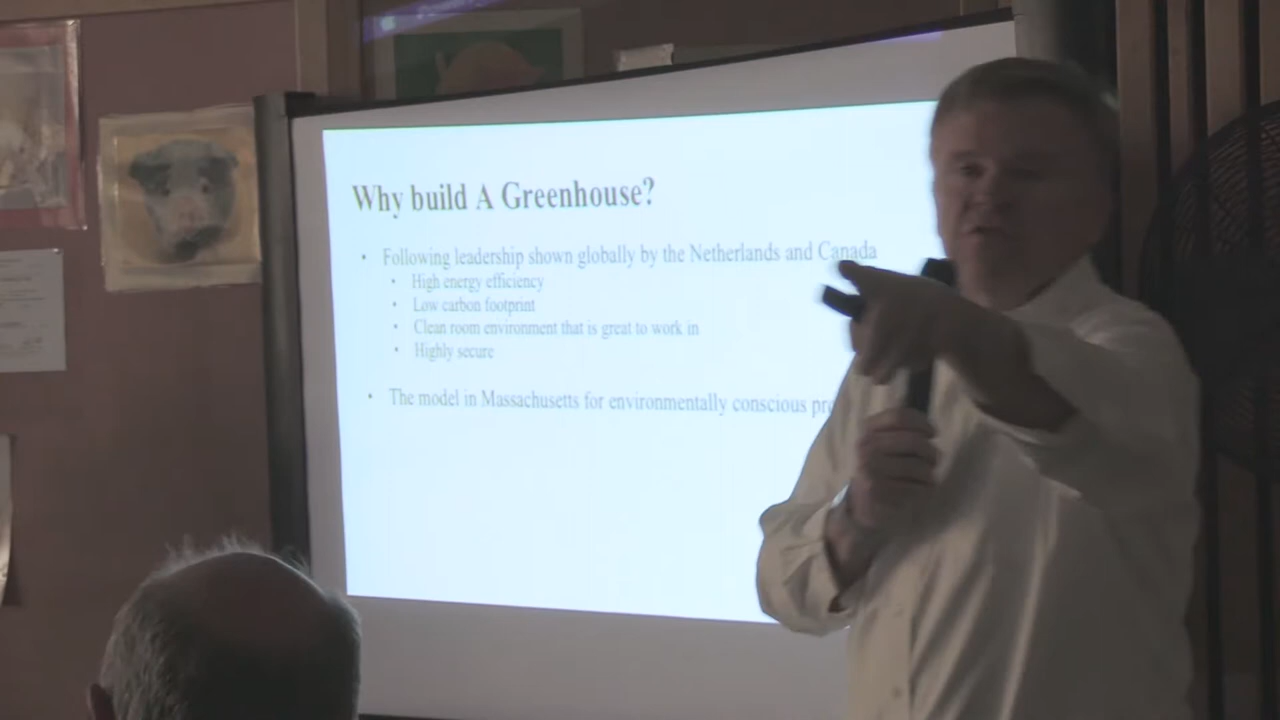 Why build A Greenhouse?
• Following leadership shown globally by the Netherlands and Canada
• High energy efficiency
• Low carbon footprint
• Clean room environment that is great to work in
• Highly secure
• The model in Massachusetts for environmentally conscious